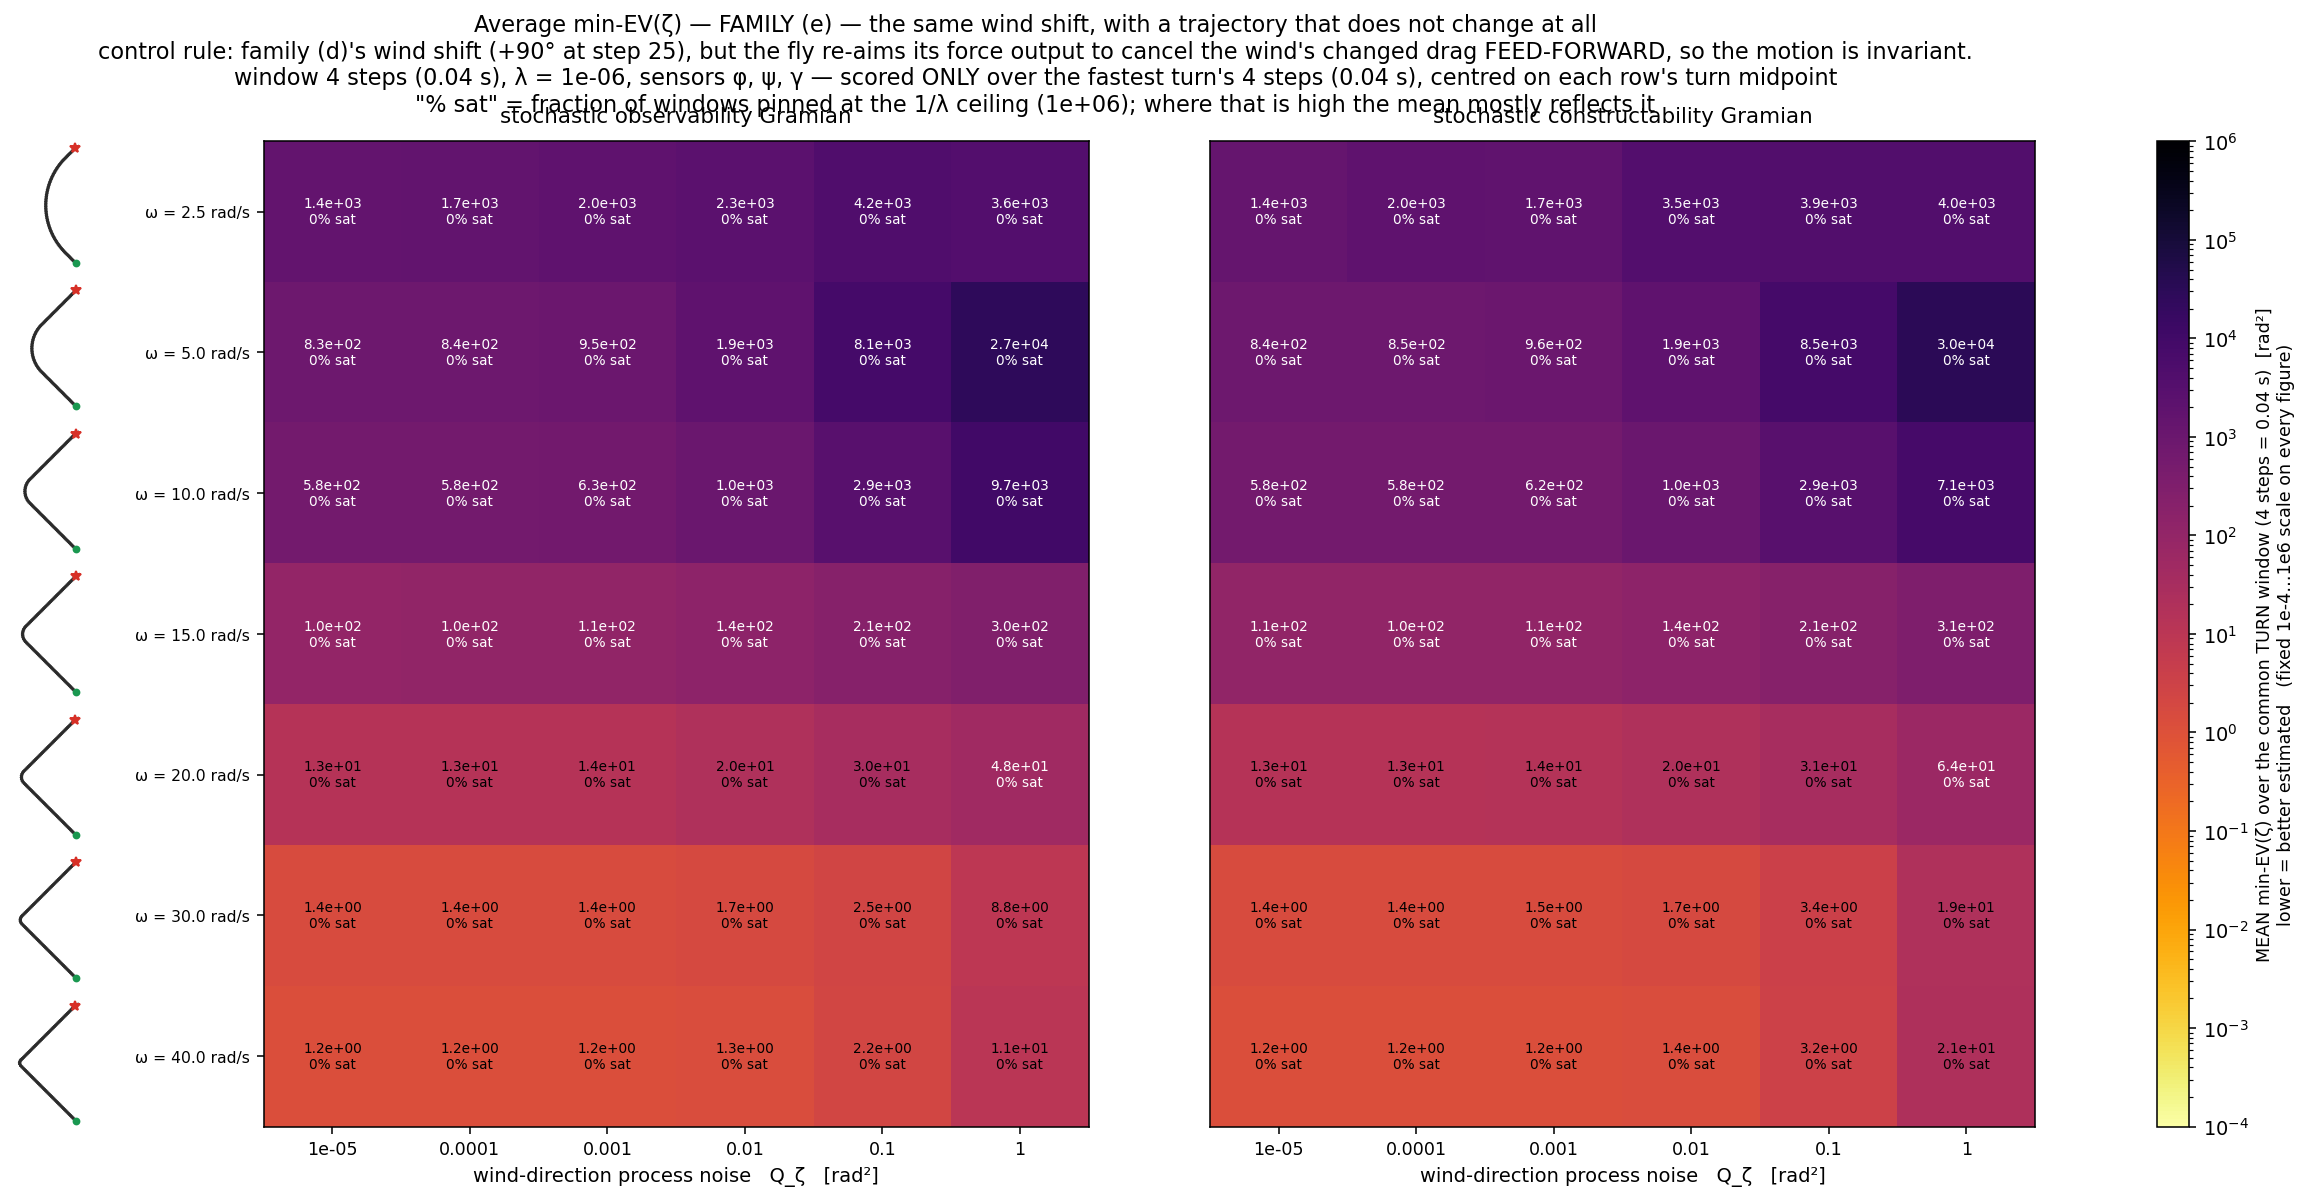 Average min-EV(ζ) — FAMILY (e) — the same wind shift, with a trajectory that does not change at all
control rule: family (d)'s wind shift (+90° at step 25), but the fly re-aims its force output to cancel the wind's changed drag FEED-FORWARD, so the motion is invariant.
window 4 steps (0.04 s), λ = 1e-06, sensors φ, ψ, γ — scored ONLY over the fastest turn's 4 steps (0.04 s), centred on each row's turn midpoint
"% sat" = fraction of windows pinned at the 1/λ ceiling (1e+06); where that is high the mean mostly reflects it
stochastic observability Gramian
stochastic constructability Gramian
ω = 2.5 rad/s
1.4e+03 1.7e+03 2.0e+03 2.3e+03 4.2e+03 3.6e+03
0% sat 0% sat 0% sat 0% sat 0% sat 0% sat
1.4e+03 2.0e+03 1.7e+03 3.5e+03 3.9e+03 4.0e+03
0% sat 0% sat 0% sat 0% sat 0% sat 0% sat
ω = 5.0 rad/s
8.3e+02 8.4e+02 9.5e+02 1.9e+03 8.1e+03 2.7e+04
0% sat 0% sat 0% sat 0% sat 0% sat 0% sat
8.4e+02 8.5e+02 9.6e+02 1.9e+03 8.5e+03 3.0e+04
0% sat 0% sat 0% sat 0% sat 0% sat 0% sat
ω = 10.0 rad/s
5.8e+02 5.8e+02 6.3e+02 1.0e+03 2.9e+03 9.7e+03
0% sat 0% sat 0% sat 0% sat 0% sat 0% sat
5.8e+02 5.8e+02 6.2e+02 1.0e+03 2.9e+03 7.1e+03
0% sat 0% sat 0% sat 0% sat 0% sat 0% sat
ω = 15.0 rad/s
1.0e+02 1.0e+02 1.1e+02 1.4e+02 2.1e+02 3.0e+02
0% sat 0% sat 0% sat 0% sat 0% sat 0% sat
1.1e+02 1.0e+02 1.1e+02 1.4e+02 2.1e+02 3.1e+02
0% sat 0% sat 0% sat 0% sat 0% sat 0% sat
ω = 20.0 rad/s
1.3e+01 1.3e+01 1.4e+01 2.0e+01 3.0e+01 4.8e+01
0% sat 0% sat 0% sat 0% sat 0% sat 0% sat
1.3e+01 1.3e+01 1.4e+01 2.0e+01 3.1e+01 6.4e+01
0% sat 0% sat 0% sat 0% sat 0% sat 0% sat
ω = 30.0 rad/s
1.4e+00 1.4e+00 1.4e+00 1.7e+00 2.5e+00 8.8e+00
0% sat 0% sat 0% sat 0% sat 0% sat 0% sat
1.4e+00 1.4e+00 1.5e+00 1.7e+00 3.4e+00 1.9e+01
0% sat 0% sat 0% sat 0% sat 0% sat 0% sat
ω = 40.0 rad/s
1.2e+00 1.2e+00 1.2e+00 1.3e+00 2.2e+00 1.1e+01
0% sat 0% sat 0% sat 0% sat 0% sat 0% sat
1.2e+00 1.2e+00 1.2e+00 1.4e+00 3.2e+00 2.1e+01
0% sat 0% sat 0% sat 0% sat 0% sat 0% sat
1e-05 0.0001 0.001 0.01 0.1 1
wind-direction process noise Q_ζ [rad²]
1e-05 0.0001 0.001 0.01 0.1 1
wind-direction process noise Q_ζ [rad²]
10⁶
10⁵
10⁴
10³
10²
10¹
10⁰
10⁻¹
10⁻²
10⁻³
10⁻⁴
MEAN min-EV(ζ) over the common TURN window (4 steps = 0.04 s) [rad²]
lower = better estimated (fixed 1e-4...1e6 scale on every figure)